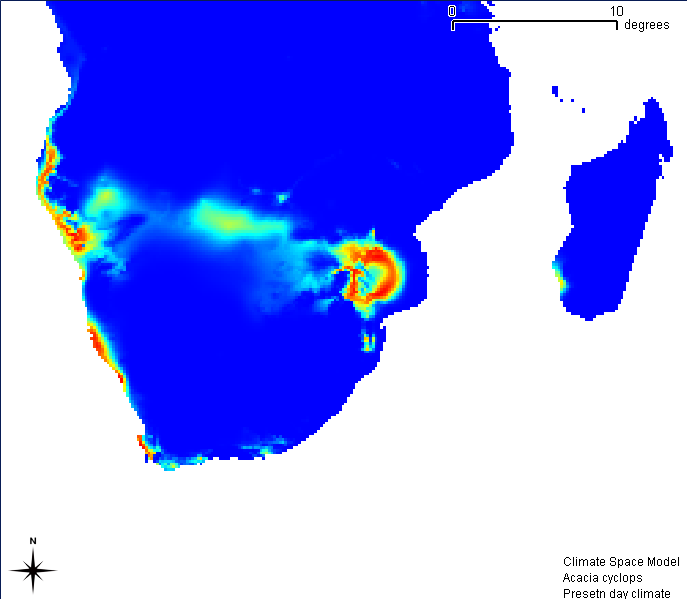 0 10
degrees
N
Climate Space Model
Acacia cyclops
Presetn day climate